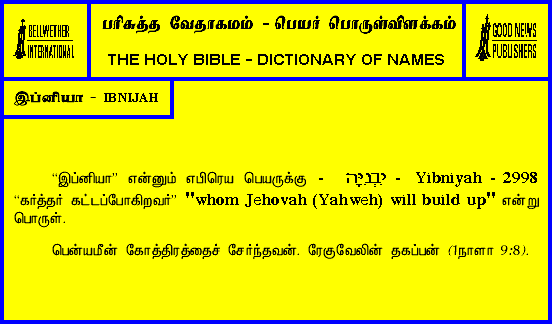 BELLWETHER
INTERNATIONAL
பரிசுத்த வேதாகமம் - பெயர் பொருள்விளக்கம்
THE HOLY BIBLE - DICTIONARY OF NAMES
GOOD NEWS
PUBLISHERS
இப்னியா - IBNIJAH
“இப்னியா” என்னும் எபிரெய பெயருக்கு - יִבְנִיָּה - Yibniyah - 2998
“கர்த்தர் கட்டப்போகிறவர்” "whom Jehovah (Yahweh) will build up" என்று
பொருள்.
பென்யமீன் கோத்திரத்தைச் சேர்ந்தவன். ரேகுவேலின் தகப்பன் (1நாளா 9:8).